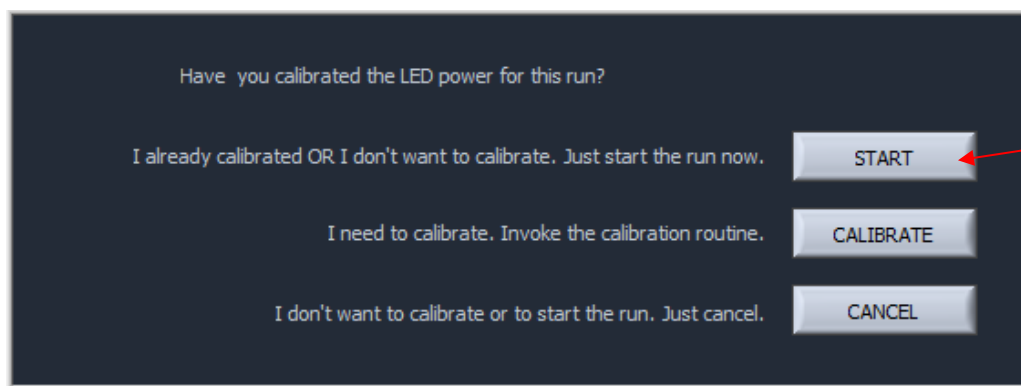 Have  you calibrated the LED power for this run?
I already calibrated OR I don't want to calibrate. Just start the run now. START
I need to calibrate. Invoke the calibration routine. CALIBRATE
I don't want to calibrate or to start the run. Just cancel. CANCEL